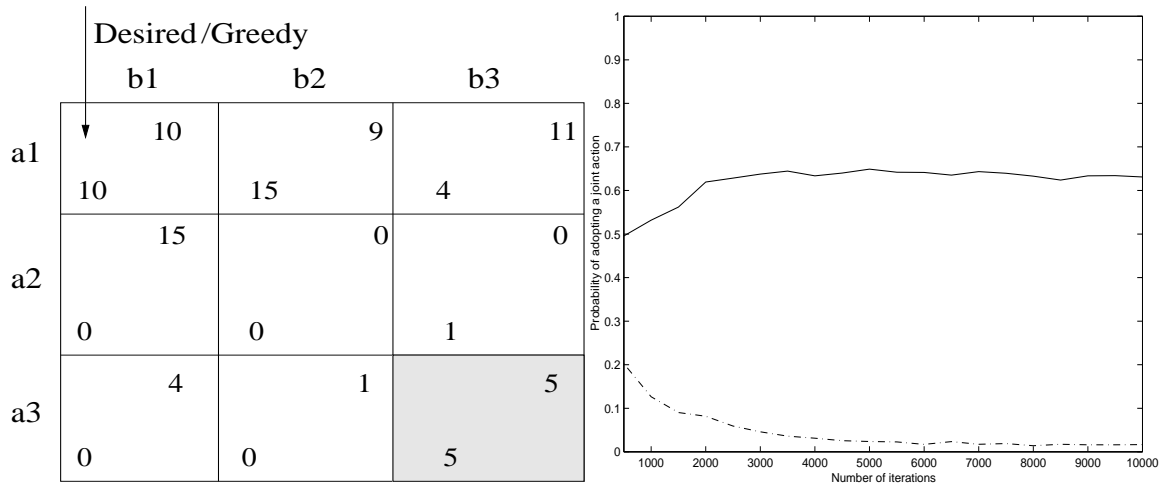 Desired/Greedy
b1 b2 b3
a1
10 9 11
10 15 4
a2
15 0 0
0 0 1
a3
4 1 5
0 0 5
Probability of adopting a joint action
1
0.9
0.8
0.7
0.6
0.5
0.4
0.3
0.2
0.1
0
1000 2000 3000 4000 5000 6000 7000 8000 9000 10000
Number of iterations